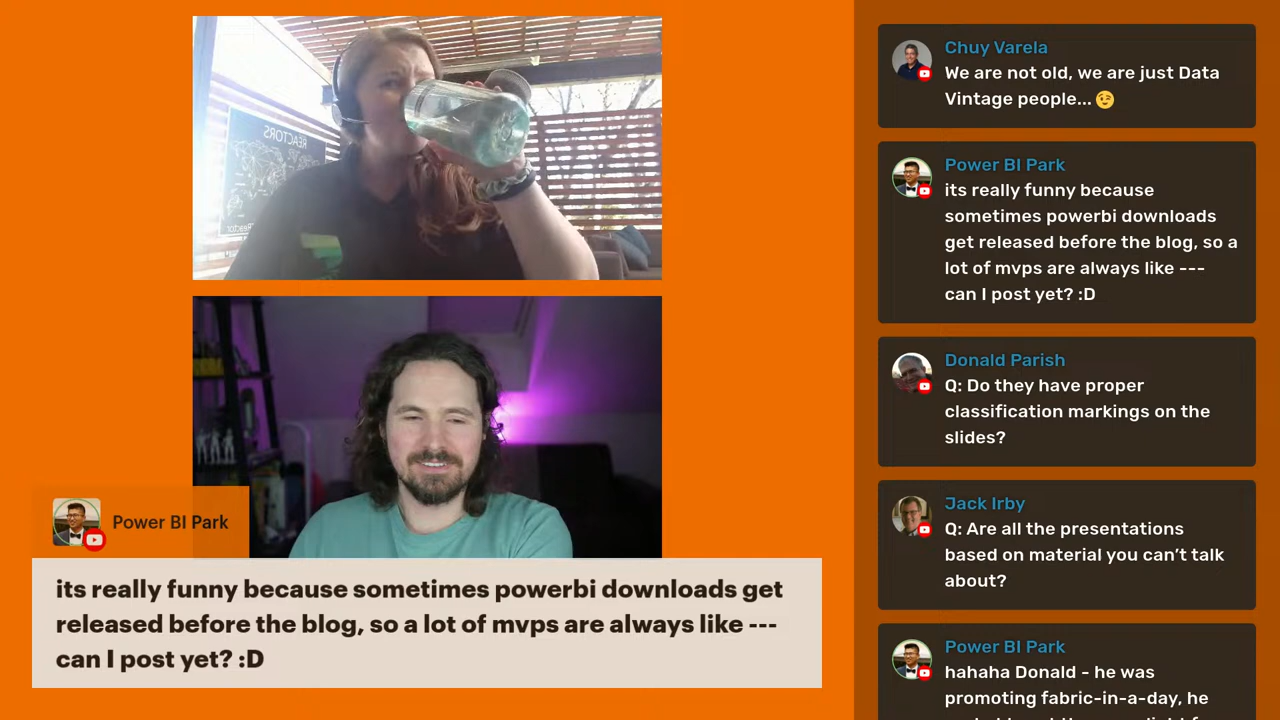 REACTORS
Reactor
Power BI Park
its really funny because sometimes powerbi downloads get
released before the blog, so a lot of mvps are always like ---
can I post yet? :D
Chuy Varela
We are not old, we are just Data
Vintage people... 😉
Power BI Park
its really funny because
sometimes powerbi downloads
get released before the blog, so a
lot of mvps are always like ---
can I post yet? :D
Donald Parish
Q: Do they have proper
classification markings on the
slides?
Jack Irby
Q: Are all the presentations
based on material you can’t talk
about?
Power BI Park
hahaha Donald - he was
promoting fabric-in-a-day, he